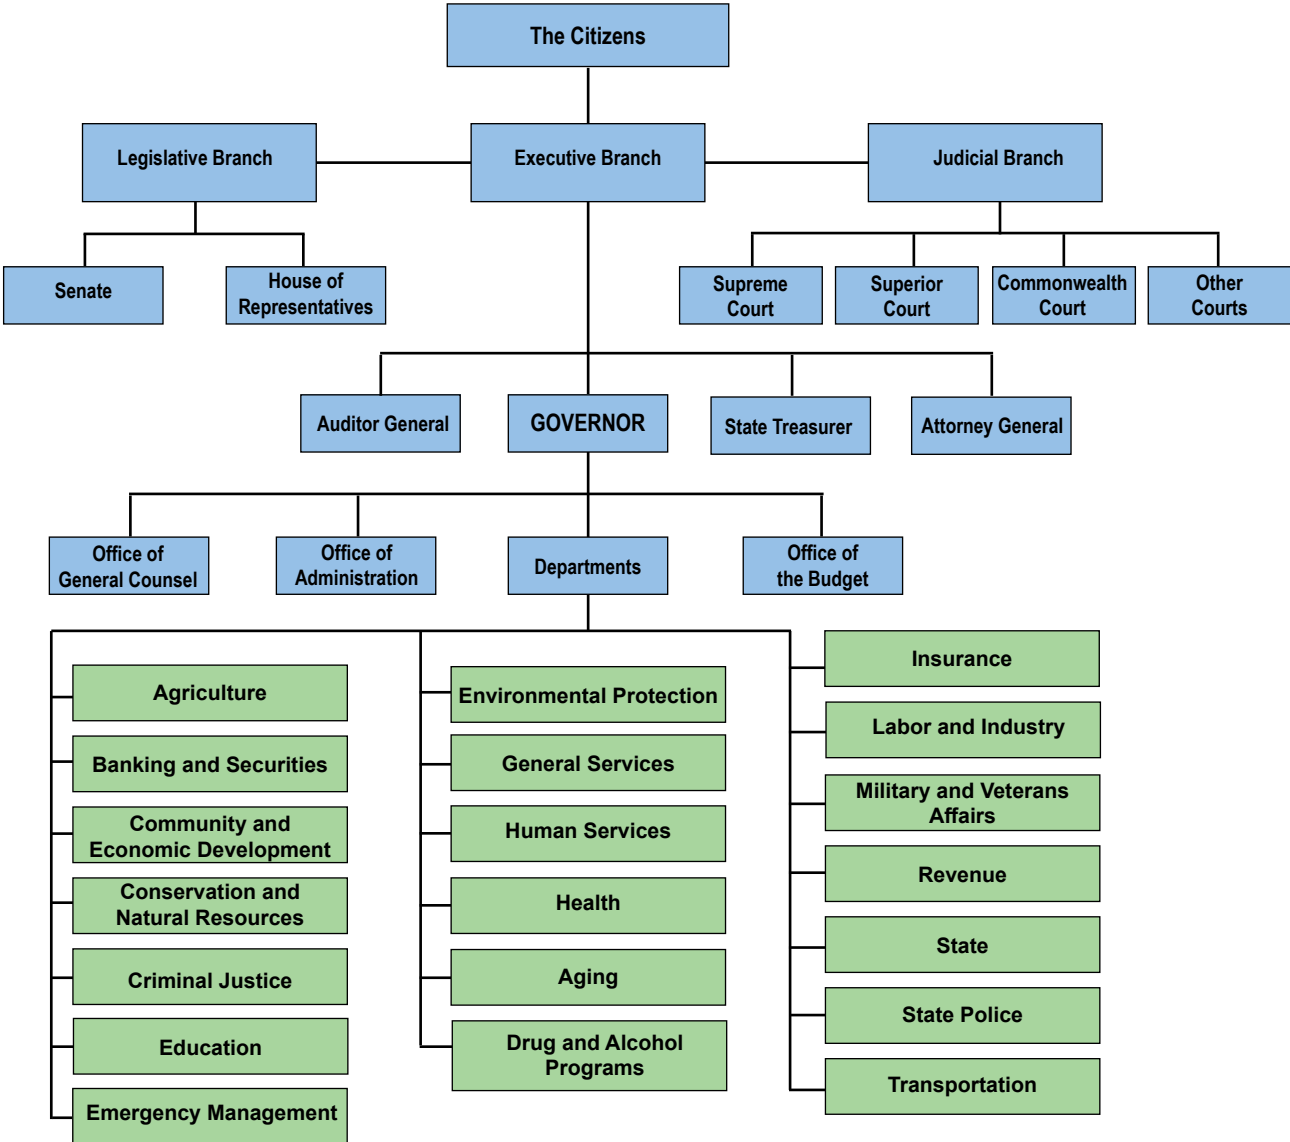 The Citizens
Legislative Branch
Executive Branch
Judicial Branch
Senate
House of
Representatives
Supreme
Court
Superior
Court
Commonwealth
Court
Other
Courts
Auditor General
GOVERNOR
State Treasurer
Attorney General
Office of
General Counsel
Office of
Administration
Departments
Office of
the Budget
Agriculture
Banking and Securities
Community and
Economic Development
Conservation and
Natural Resources
Criminal Justice
Education
Emergency Management
Environmental Protection
General Services
Human Services
Health
Aging
Drug and Alcohol
Programs
Insurance
Labor and Industry
Military and Veterans
Affairs
Revenue
State
State Police
Transportation